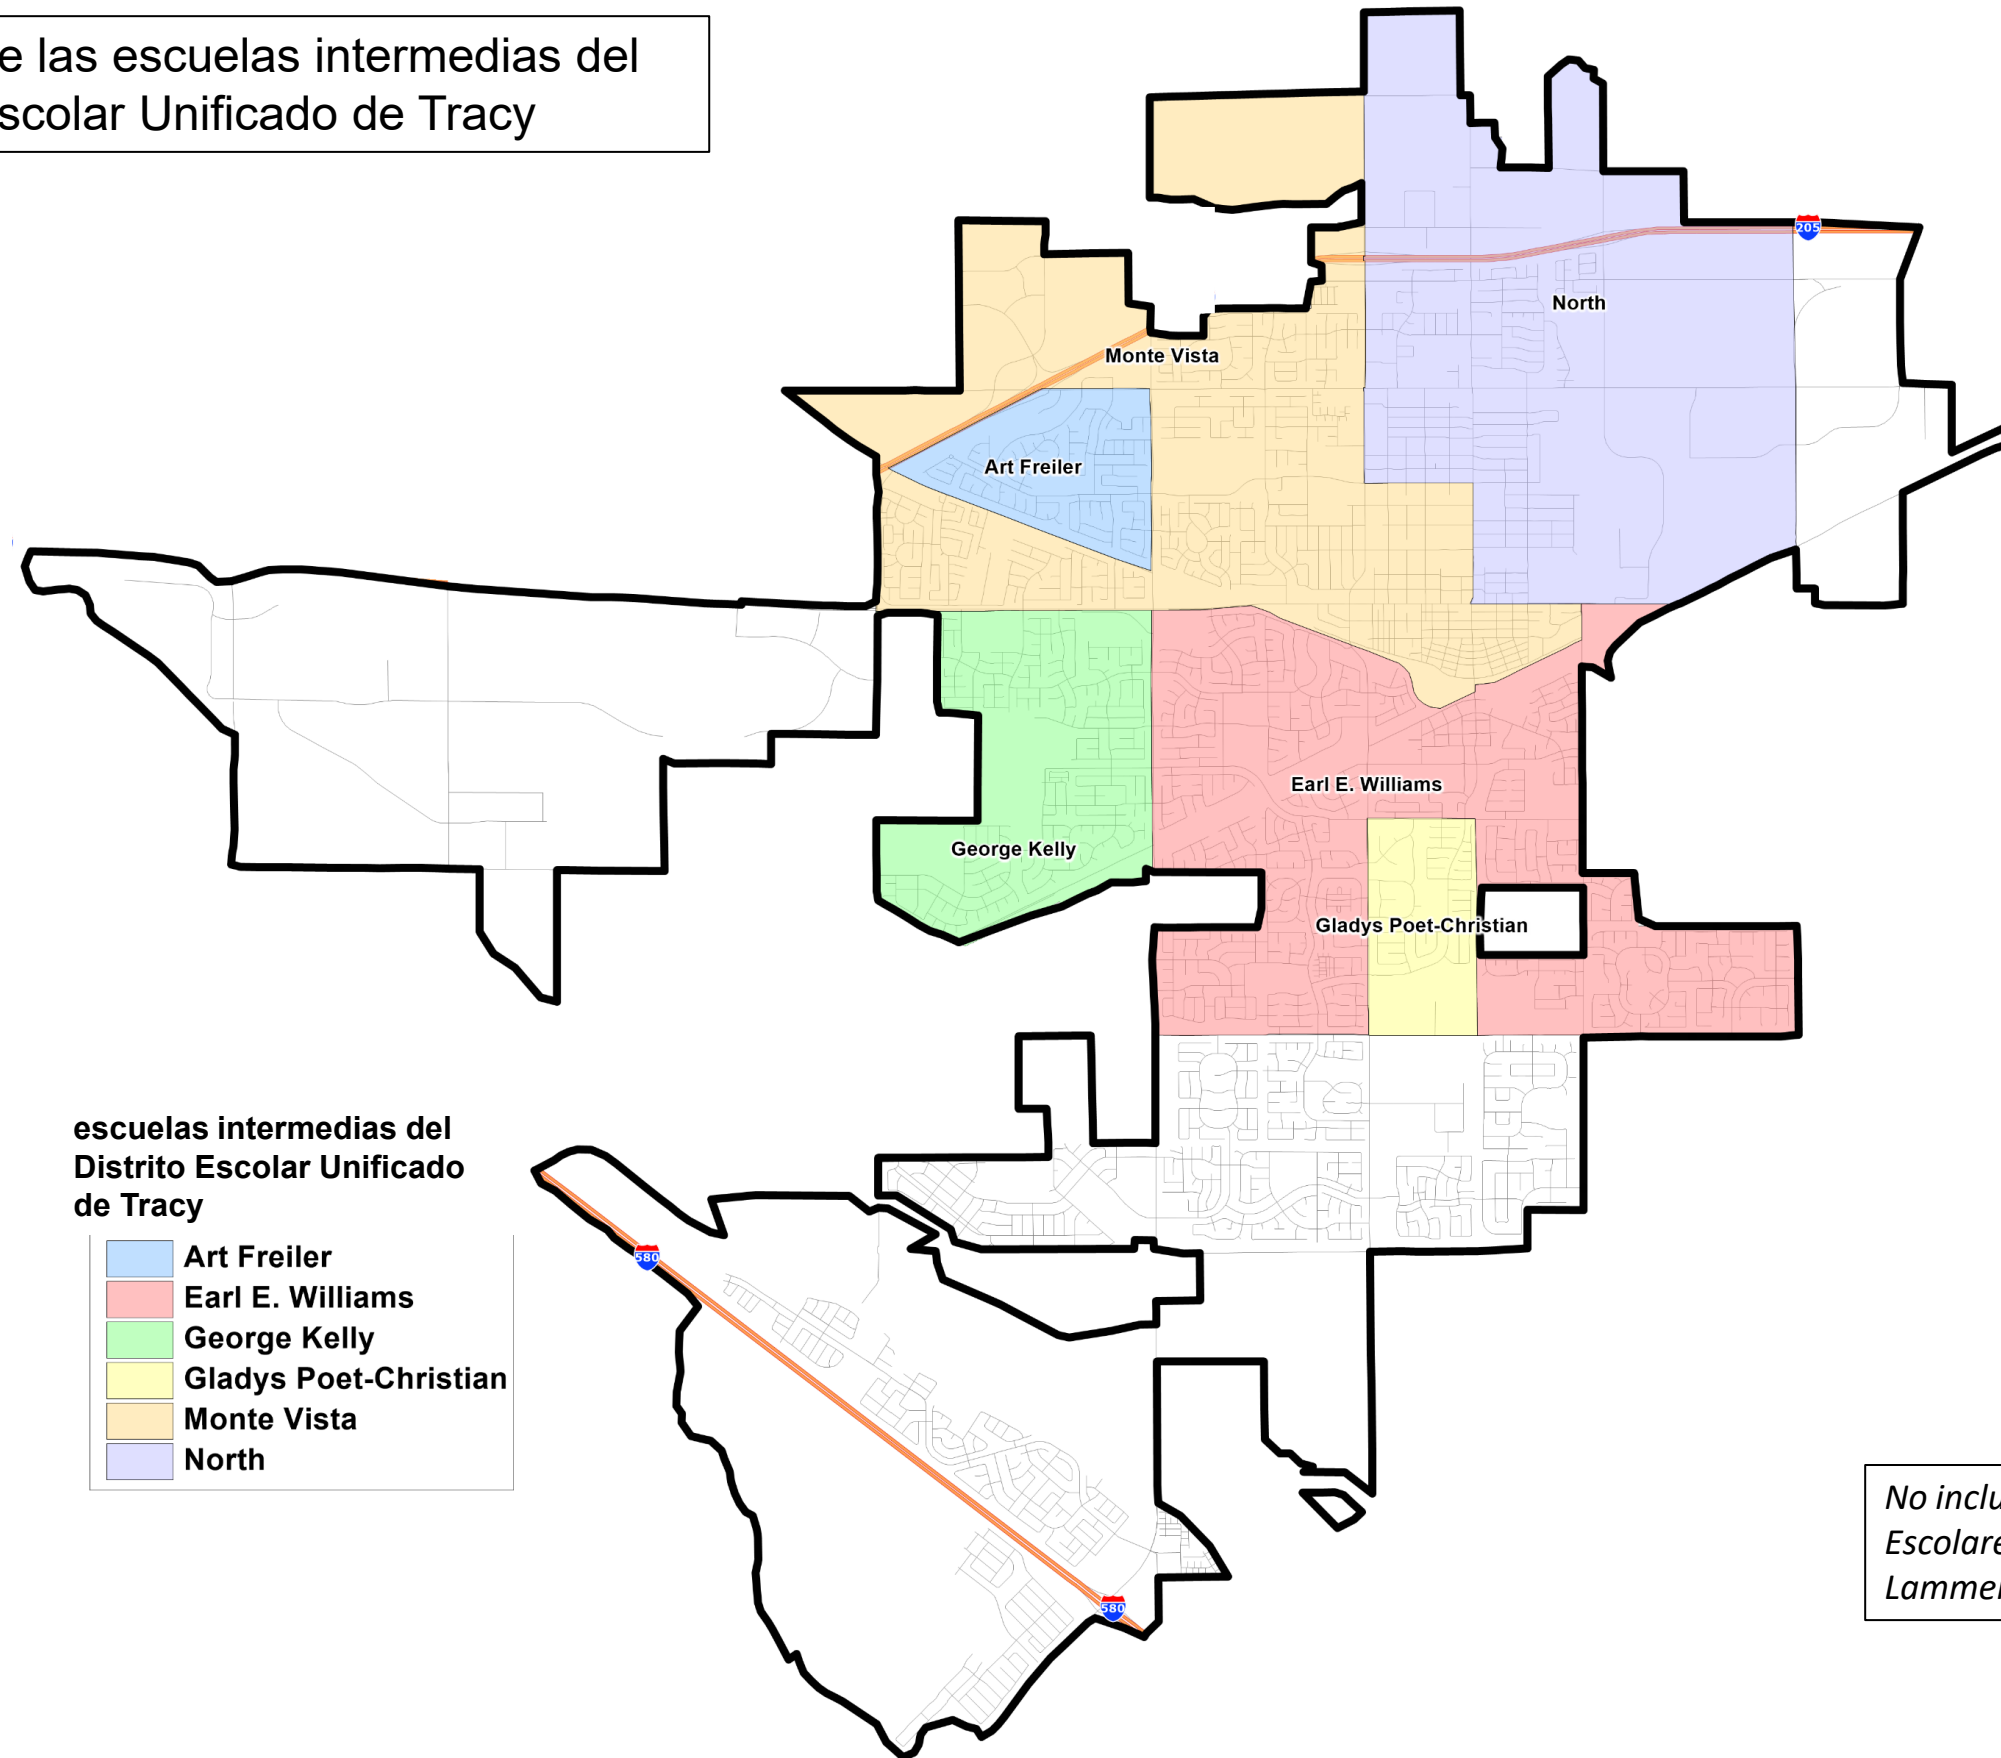 e las escuelas intermedias del
scolar Unificado de Tracy
205
North
Monte Vista
Art Freiler
Earl E. Williams
George Kelly
Gladys Poet-Christian
escuelas intermedias del
Distrito Escolar Unificado
de Tracy
Art Freiler
Earl E. Williams
George Kelly
Gladys Poet-Christian
Monte Vista
North
580
580
No inclu
Escolare
Lammer